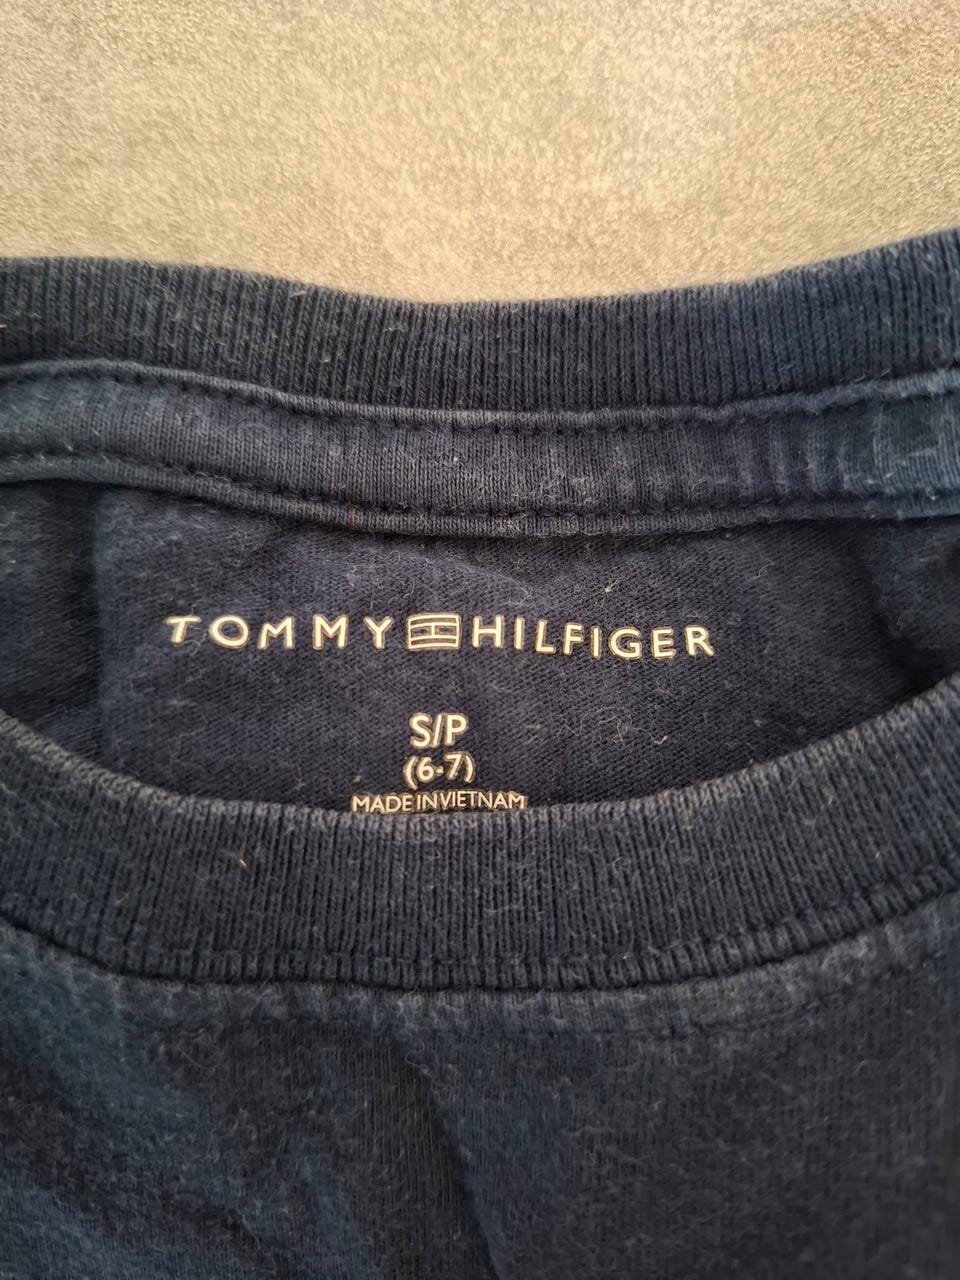 TOMMY HILFIGER
S/P
(6-7)
MADE IN VIETNAM